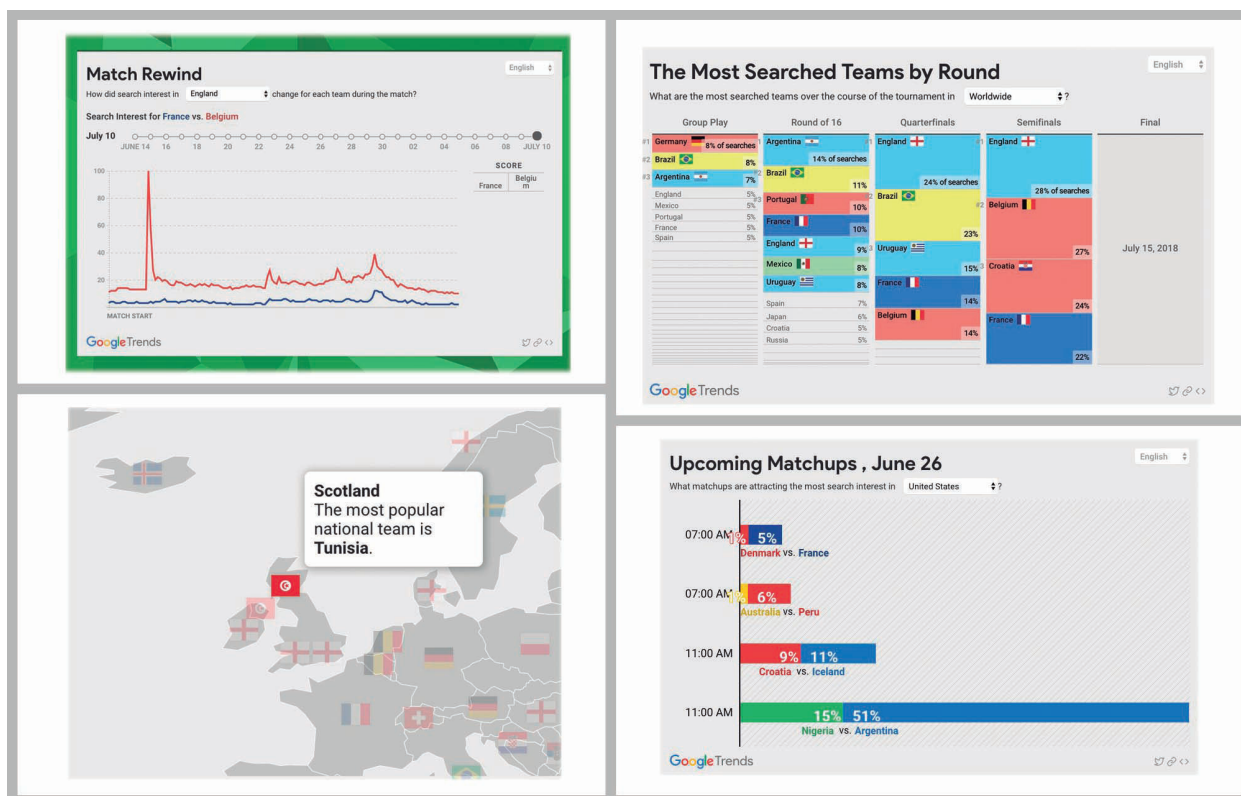 Match Rewind
English
How did search interest in England change for each team during the match?
Search Interest for France vs. Belgium
July 10
JUNE 14 16 18 20 22 24 26 28 30 02 04 06 08 JULY 10
SCORE
France Belgiu
m
100
80
60
40
20
MATCH START
GoogleTrends
The Most Searched Teams by Round
English
What are the most searched teams over the course of the tournament in Worldwide ?
Group Play
#1 Germany 8% of searches
#2 Brazil 8%
#3 Argentina 7%
England 5%
Mexico 5%
Portugal 5%
France 5%
Spain 5%
Round of 16
Argentina
14% of searches
Brazil
11%
#3 Portugal
10%
France
10%
England
9%
Mexico
8%
Uruguay
8%
Spain 7%
Japan 6%
Croatia 5%
Russia 5%
Quarterfinals
England
24% of searches
Brazil
23%
Uruguay
15%
France
14%
Belgium
14%
Semifinals
England
28% of searches
#2 Belgium
27%
Croatia
24%
France
22%
Final
July 15, 2018
GoogleTrends
Scotland
The most popular
national team is
Tunisia.
Upcoming Matchups , June 26
English
What matchups are attracting the most search interest in United States ?
07:00 AM 1% 5%
Denmark vs. France
07:00 AM 1% 6%
Australia vs. Peru
11:00 AM 9% 11%
Croatia vs. Iceland
11:00 AM 15% 51%
Nigeria vs. Argentina
GoogleTrends